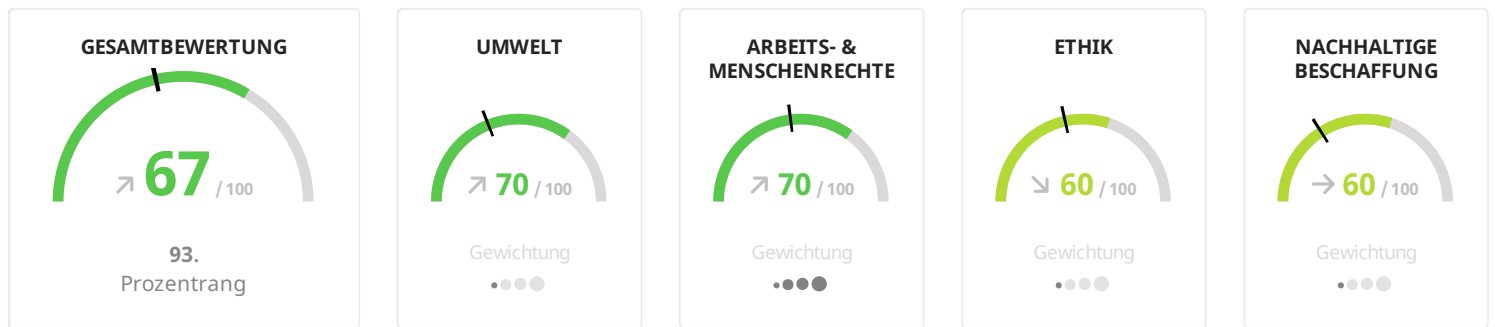 GESAMTBEWERTUNG
67 / 100
93.
Prozentrang
UMWELT
70 / 100
Gewichtung
ARBEITS- &
MENSCHENRECHTE
70 / 100
Gewichtung
ETHIK
60 / 100
Gewichtung
NACHHALTIGE
BESCHAFFUNG
60 / 100
Gewichtung